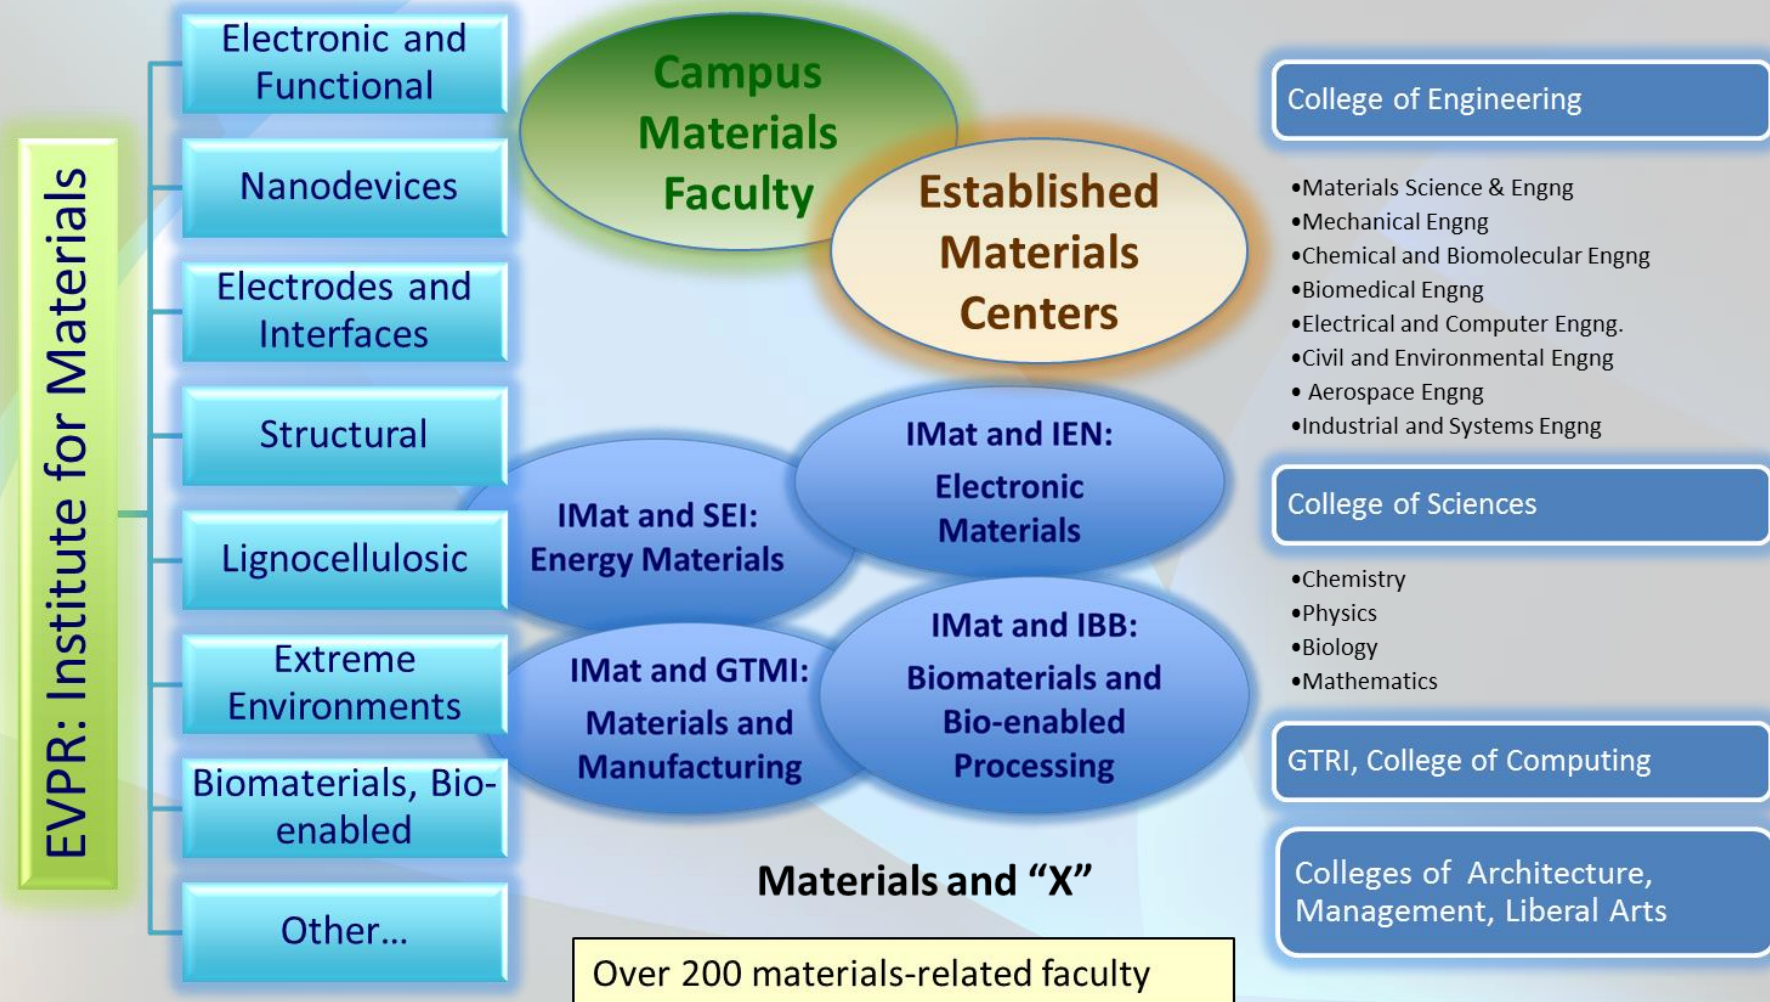 EVPR: Institute for Materials
Electronic and
Functional
Nanodevices
Electrodes and
Interfaces
Structural
Lignocellulosic
Extreme
Environments
Biomaterials, Bio-
enabled
Other...
Campus
Materials
Faculty
Established
Materials
Centers
IMat and SEI:
Energy Materials
IMat and IEN:
Electronic
Materials
IMat and GTMI:
Materials and
Manufacturing
IMat and IBB:
Biomaterials and
Bio-enabled
Processing
Materials and “X”
Over 200 materials-related faculty
College of Engineering
•Materials Science & Engng
•Mechanical Engng
•Chemical and Biomolecular Engng
•Biomedical Engng
•Electrical and Computer Engng.
•Civil and Environmental Engng
• Aerospace Engng
•Industrial and Systems Engng
College of Sciences
•Chemistry
•Physics
•Biology
•Mathematics
GTRI, College of Computing
Colleges of Architecture,
Management, Liberal Arts